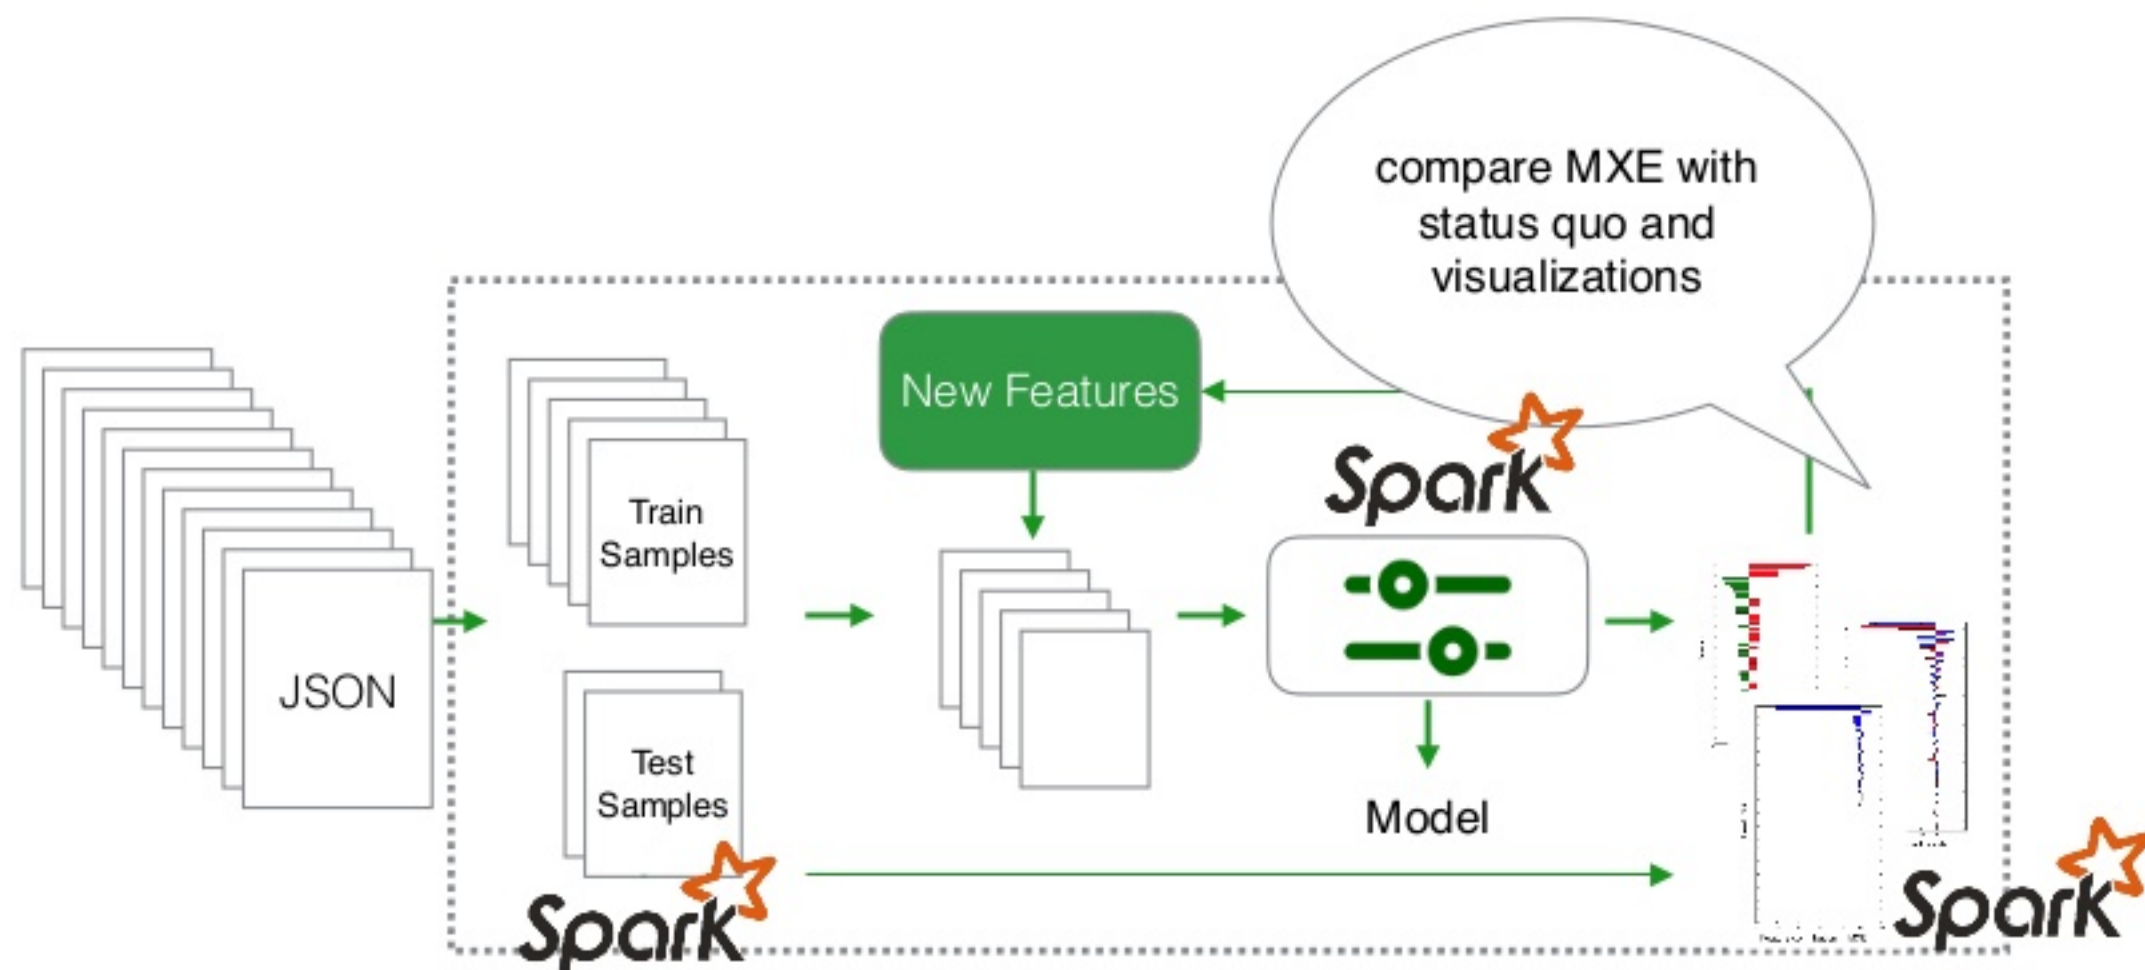 compare MXE with
status quo and
visualizations
New Features
Spark
Train
Samples
JSON
Test
Samples
Model
Spark
Spark